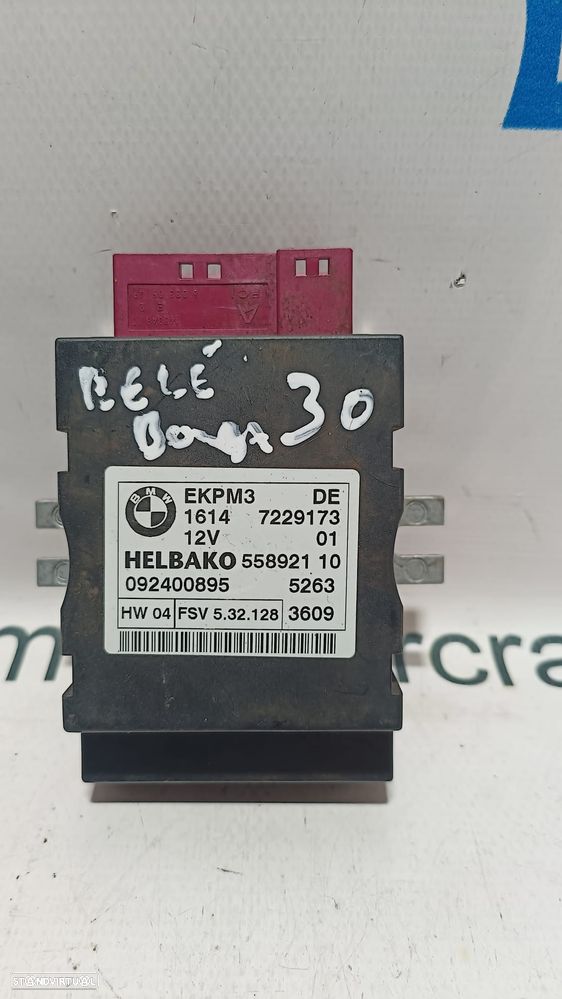 RELÉ
BOMBA 30
BMW
EKPM3 DE
1614 7229173
12V 01
HELBAKO 558921 10
092400895 5263
HW 04 FSV 5.32.128 3609
STANDVIRTUAL